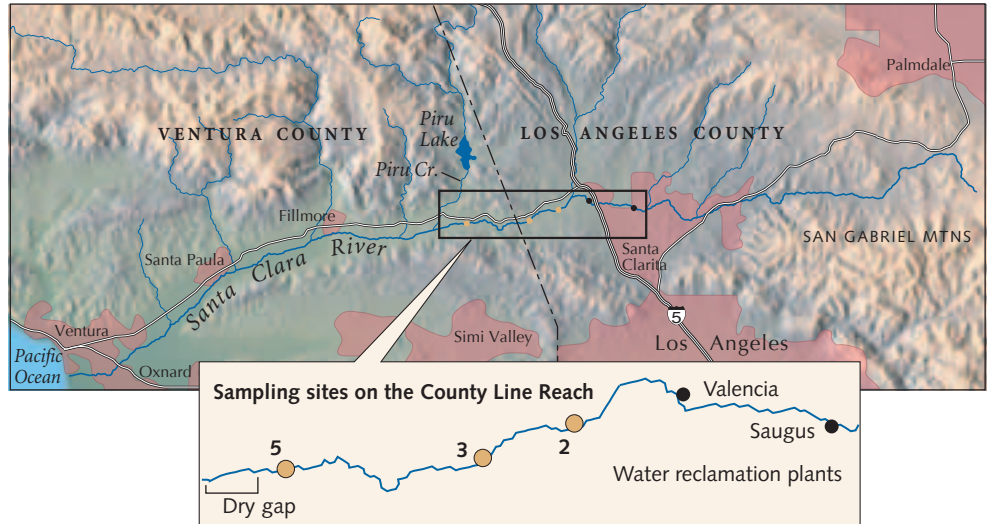 Palmdale
VENTURA COUNTY
Piru
Lake
LOS ANGELES COUNTY
Piru Cr.
Fillmore
Santa Paula
Santa Clara River
Santa
Clarita
SAN GABRIEL MTNS
Ventura
Pacific
Ocean
Oxnard
Simi Valley
5
Los Angeles
Sampling sites on the County Line Reach
Valencia
Saugus
5
3
2
Water reclamation plants
Dry gap